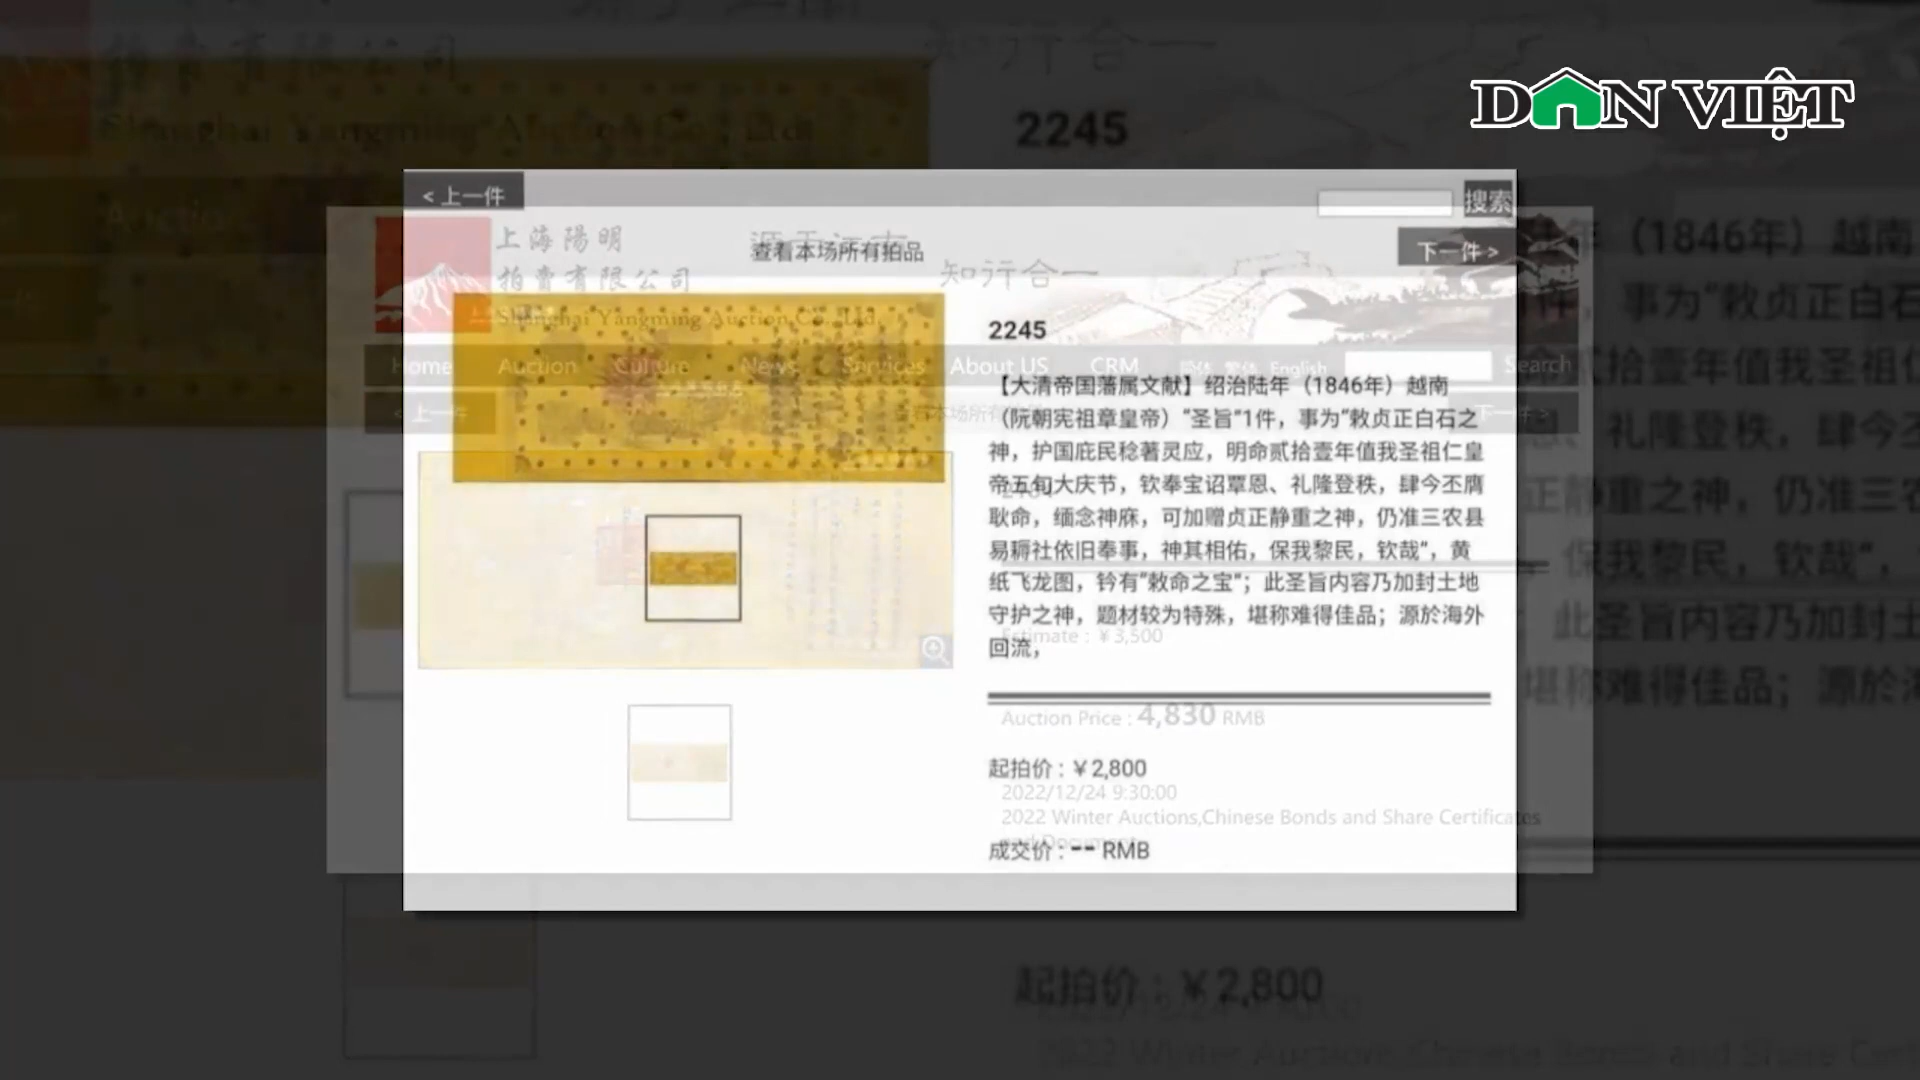 DÂN VIỆT
2245
< 上一件
搜索
上海陽明
拍賣有限公司
查看本场所有拍品
知行合一
下一件 >
Shanghai Yangming Auction Co., Ltd.
2245
Home Auction Culture News Services About US CRM 简体 繁体 English Search
< 上一件
【大清帝国藩属文献】绍治陆年（1846年）越南
（阮朝宪祖章皇帝）“圣旨”1件，事为“敕贞正白石之
神，护国庇民稔著灵应，明命贰拾壹年值我圣祖仁皇
帝五旬大庆节，钦奉宝诏覃恩、礼隆登秩，肆今丕膺
耿命，缅念神庥，可加赠贞正静重之神，仍准三农县
易耨社依旧奉事，神其相佑，保我黎民，钦哉”，黄
纸飞龙图，钤有“敕命之宝”；此圣旨内容乃加封土地
守护之神，题材较为特殊，堪称难得佳品；源於海外
回流，
Estimate : ¥ 3,500
Auction Price : 4,830 RMB
起拍价 : ¥ 2,800
2022/12/24 9:30:00
2022 Winter Auctions,Chinese Bonds and Share Certificates
and Documents
成交价 : -- RMB
起拍价 : ¥ 2,800